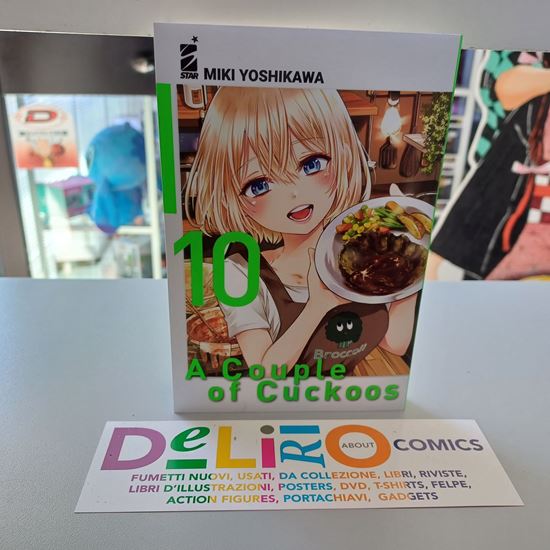 STAR
MIKI YOSHIKAWA
10
Broccoli
A Couple
of Cuckoos
DeLiRIO ABOUT COMICS
FUMETTI NUOVI, USATI, DA COLLEZIONE, LIBRI, RIVISTE,
LIBRI D'ILLUSTRAZIONI, POSTERS, DVD, T-SHIRTS, FELPE,
ACTION FIGURES, PORTACHIAVI, GADGETS